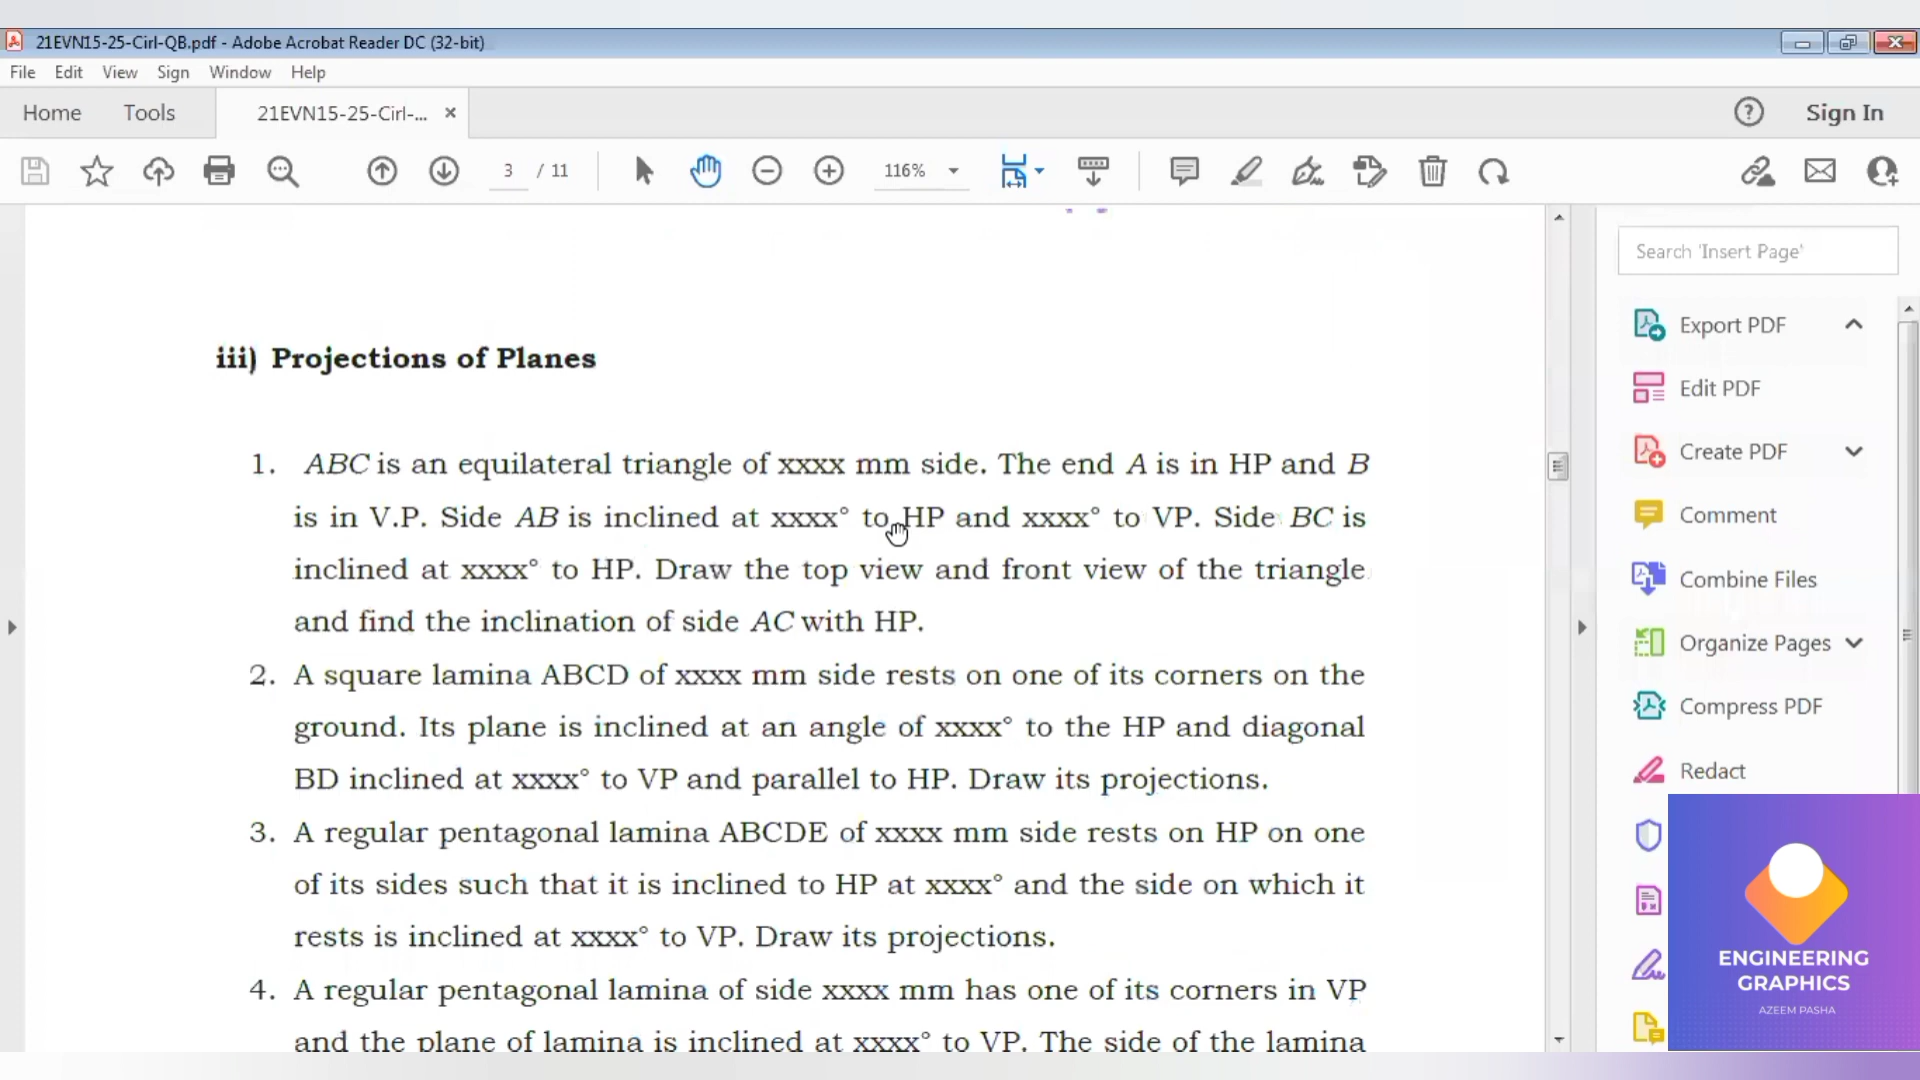 21EVN15-25-Cirl-QB.pdf - Adobe Acrobat Reader DC (32-bit)
File Edit View Sign Window Help
Home Tools 21EVN15-25-Cirl-... × Sign In
3 / 11 116%
Search 'Insert Page'
iii) Projections of Planes
Export PDF
Edit PDF
Create PDF
Comment
Combine Files
Organize Pages
Compress PDF
Redact
1. ABC is an equilateral triangle of xxxx mm side. The end A is in HP and B
is in V.P. Side AB is inclined at xxxx° to HP and xxxx° to VP. Side BC is
inclined at xxxx° to HP. Draw the top view and front view of the triangle
and find the inclination of side AC with HP.
2. A square lamina ABCD of xxxx mm side rests on one of its corners on the
ground. Its plane is inclined at an angle of xxxx° to the HP and diagonal
BD inclined at xxxx° to VP and parallel to HP. Draw its projections.
3. A regular pentagonal lamina ABCDE of xxxx mm side rests on HP on one
of its sides such that it is inclined to HP at xxxx° and the side on which it
rests is inclined at xxxx° to VP. Draw its projections.
4. A regular pentagonal lamina of side xxxx mm has one of its corners in VP
and the plane of lamina is inclined at xxxx° to VP. The side of the lamina
ENGINEERING
GRAPHICS
AZEEM PASHA